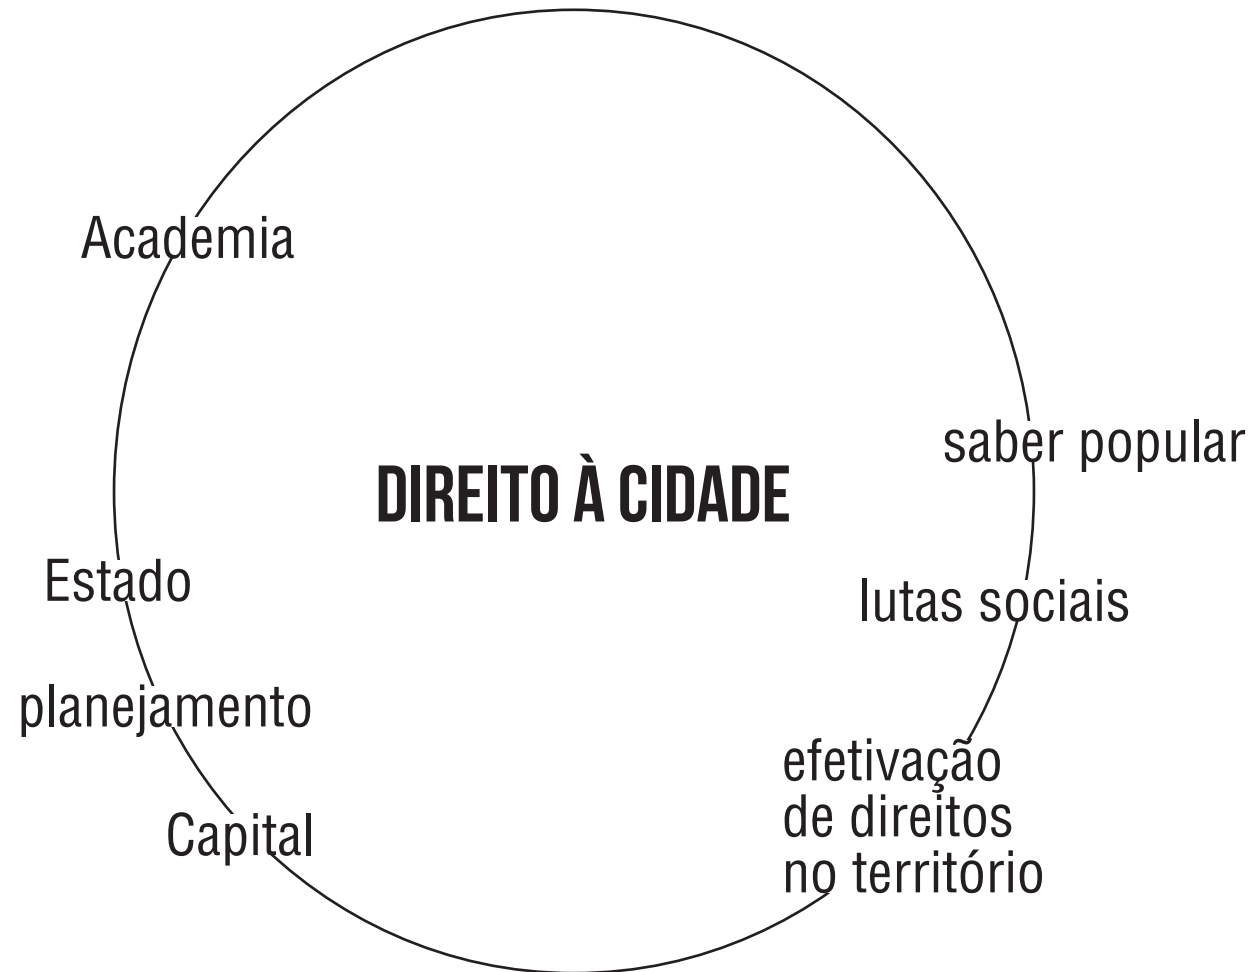 Academia
saber popular
DIREITO À CIDADE
Estado
lutas sociais
planejamento
efetivação
de direitos
no território
Capital